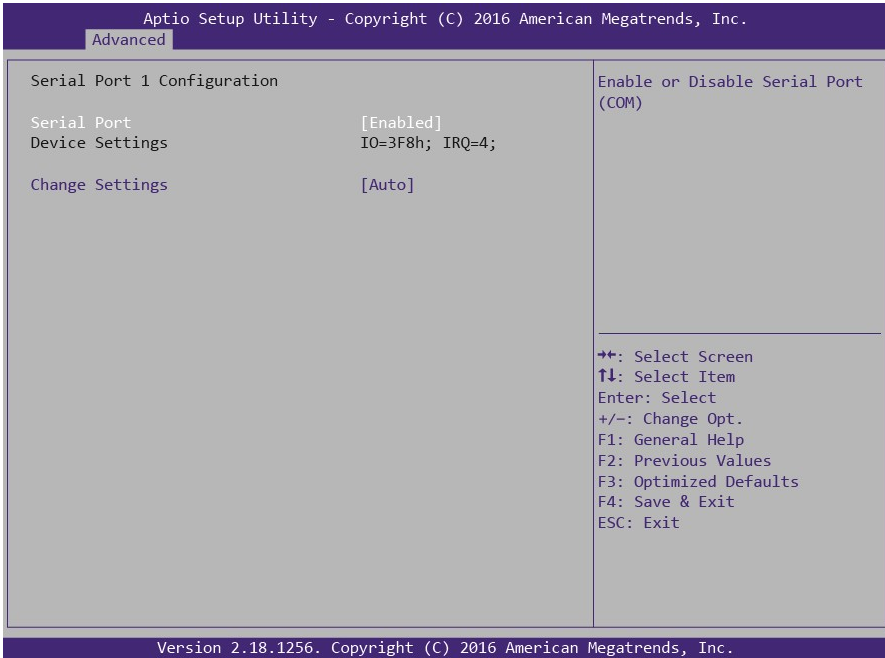 Aptio Setup Utility - Copyright (C) 2016 American Megatrends, Inc.
Advanced
Serial Port 1 Configuration
Serial Port [Enabled]
Device Settings IO=3F8h; IRQ=4;
Change Settings [Auto]
Enable or Disable Serial Port
(COM)
→←: Select Screen
↑↓: Select Item
Enter: Select
+/−: Change Opt.
F1: General Help
F2: Previous Values
F3: Optimized Defaults
F4: Save & Exit
ESC: Exit
Version 2.18.1256. Copyright (C) 2016 American Megatrends, Inc.